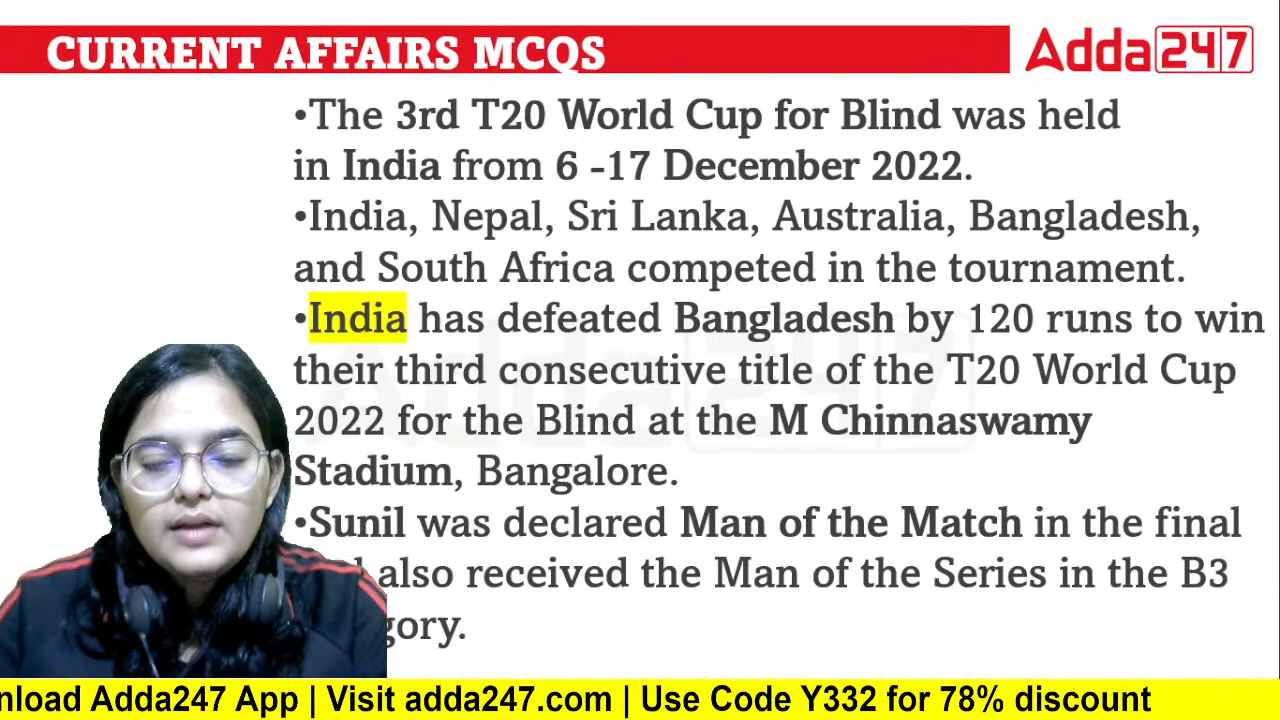 CURRENT AFFAIRS MCQS
Adda247
•The 3rd T20 World Cup for Blind was held
in India from 6 -17 December 2022.
•India, Nepal, Sri Lanka, Australia, Bangladesh,
and South Africa competed in the tournament.
•India has defeated Bangladesh by 120 runs to win
their third consecutive title of the T20 World Cup
2022 for the Blind at the M Chinnaswamy
Stadium, Bangalore.
•Sunil was declared Man of the Match in the final
also received the Man of the Series in the B3
nload Adda247 App | Visit adda247.com | Use Code Y332 for 78% discount